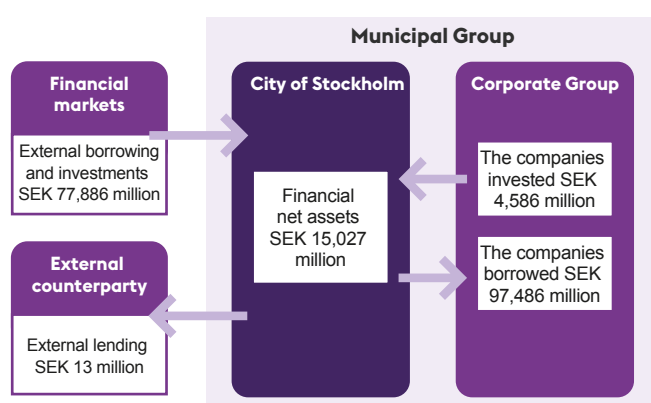 Municipal Group
Financial
markets
External borrowing
and investments
SEK 77,886 million
External
counterparty
External lending
SEK 13 million
City of Stockholm
Financial
net assets
SEK 15,027
million
Corporate Group
The companies
invested SEK
4,586 million
The companies
borrowed SEK
97,486 million